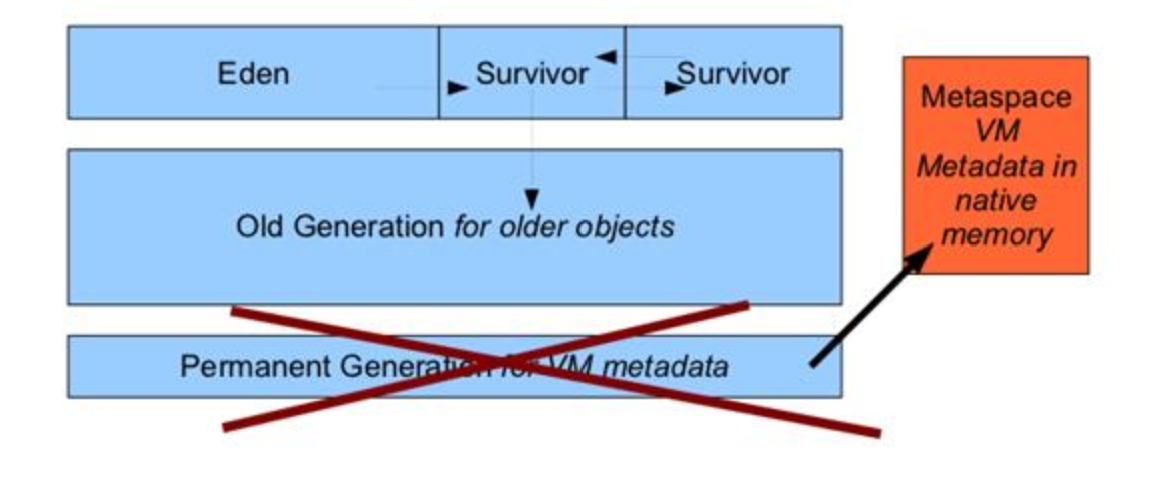 Eden
Survivor
Survivor
Metaspace
VM
Metadata in
native
memory
Old Generation for older objects
Permanent Generation for VM metadata